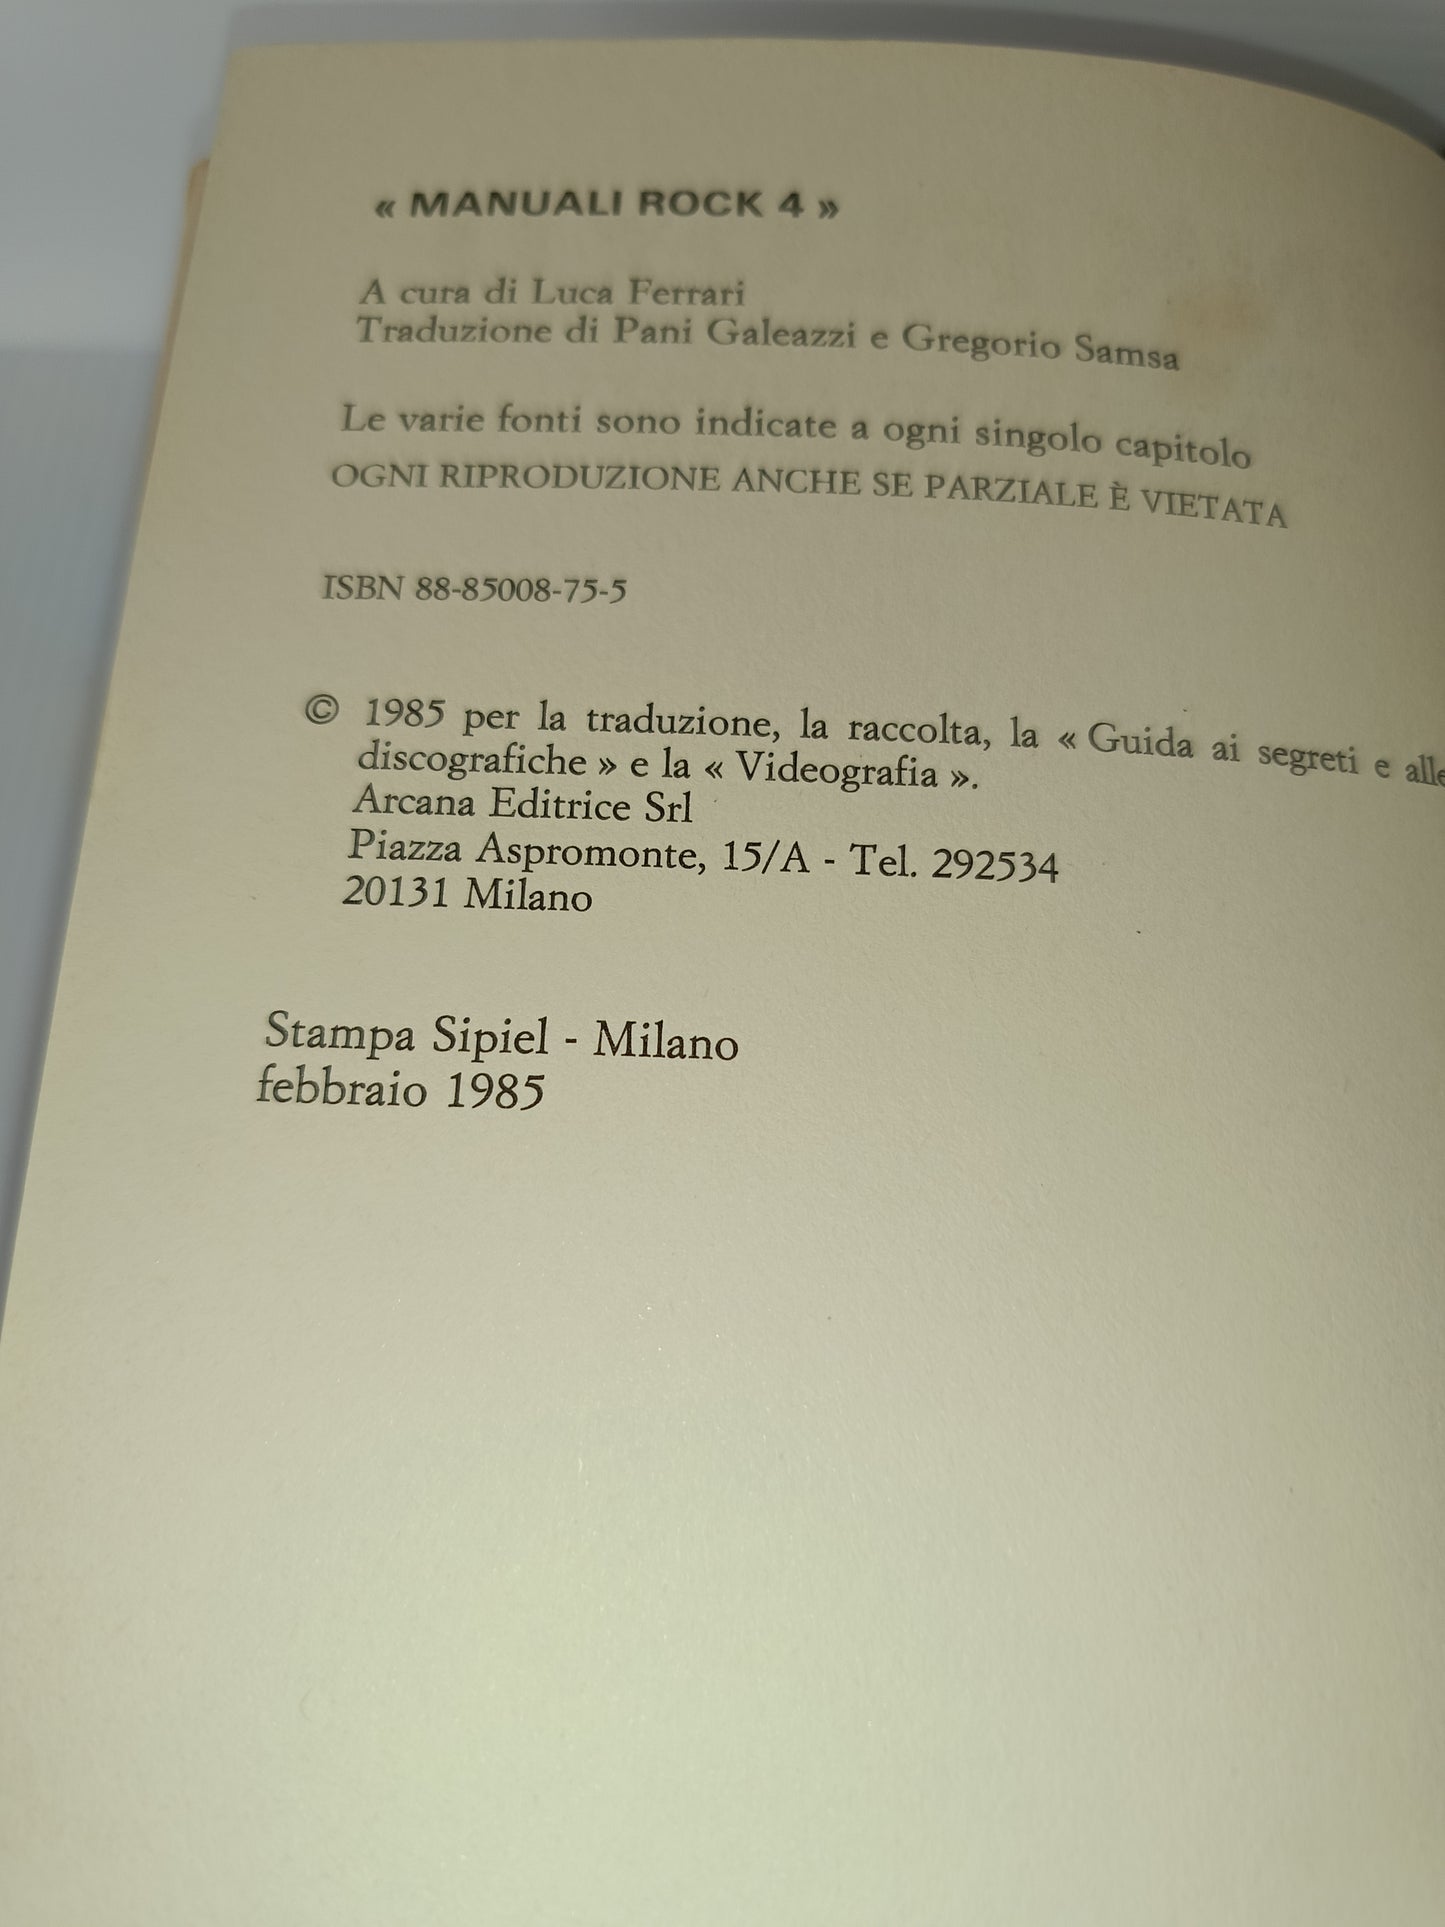 « MANUALI ROCK 4 »
A cura di Luca Ferrari
Traduzione di Pani Galeazzi e Gregorio Samsa
Le varie fonti sono indicate a ogni singolo capitolo
OGNI RIPRODUZIONE ANCHE SE PARZIALE È VIETATA
ISBN 88-85008-75-5
© 1985 per la traduzione, la raccolta, la « Guida ai segreti e alle
discografiche » e la « Videografia ».
Arcana Editrice Srl
Piazza Aspromonte, 15/A - Tel. 292534
20131 Milano
Stampa Sipiel - Milano
febbraio 1985